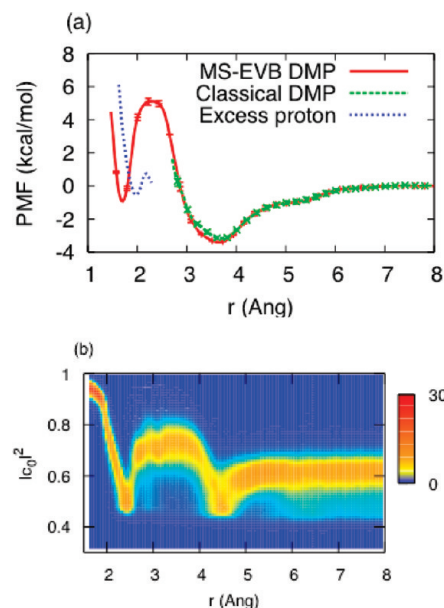 (a)
PMF (kcal/mol)
6
4
2
0
-2
-4
MS-EVB DMP
Classical DMP
Excess proton
1 2 3 4 5 6 7 8
r (Ang)
(b)
|c₀|²
1
0.8
0.6
0.4
30
0
2 3 4 5 6 7 8
r (Ang)